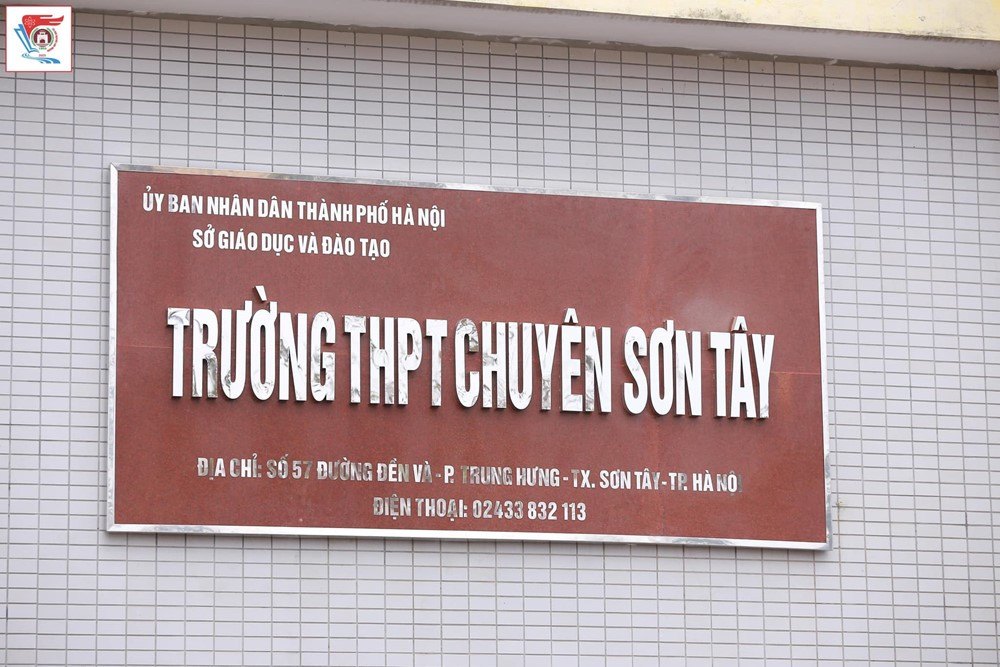 ỦY BAN NHÂN DÂN THÀNH PHỐ HÀ NỘI
SỞ GIÁO DỤC VÀ ĐÀO TẠO
TRƯỜNG THPT CHUYÊN SƠN TÂY
ĐỊA CHỈ: SỐ 57 ĐƯỜNG ĐỀN VÀ - P. TRUNG HƯNG - TX. SƠN TÂY - TP. HÀ NỘI
ĐIỆN THOẠI: 02433 832 113